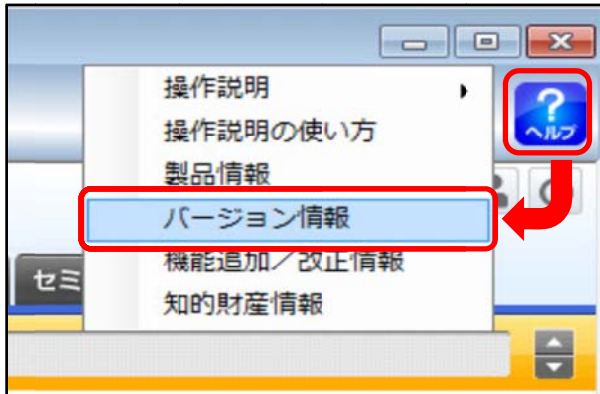 操作説明
操作説明の使い方
製品情報
バージョン情報
機能追加／改正情報
知的財産情報
ヘルプ
セミ